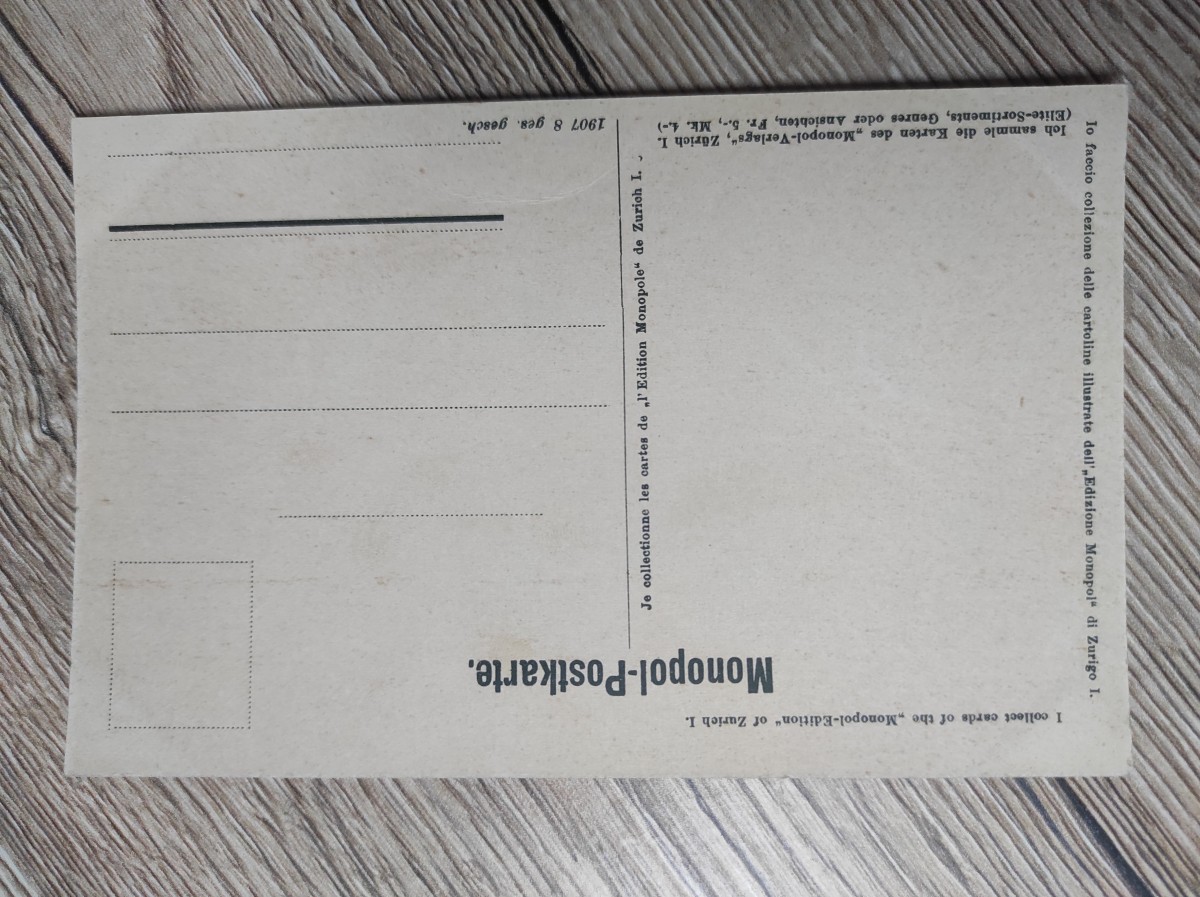 I collect cards of the „Monopol-Edition“ of Zurich I.
Monopol-Postkarte.
Io faccio collezione delle cartoline illustrate dell'„Edizione Monopol“ di Zurigo I.
Je collectionne les cartes de „l'Edition Monopole“ de Zurich I.
Ich sammle die Karten des „Monopol-Verlags“, Zürich I.
(Elite-Sortiments, Genres oder Ansichten, Fr. 5.-, Mk. 4.-)
1907 8 ges. gesch.